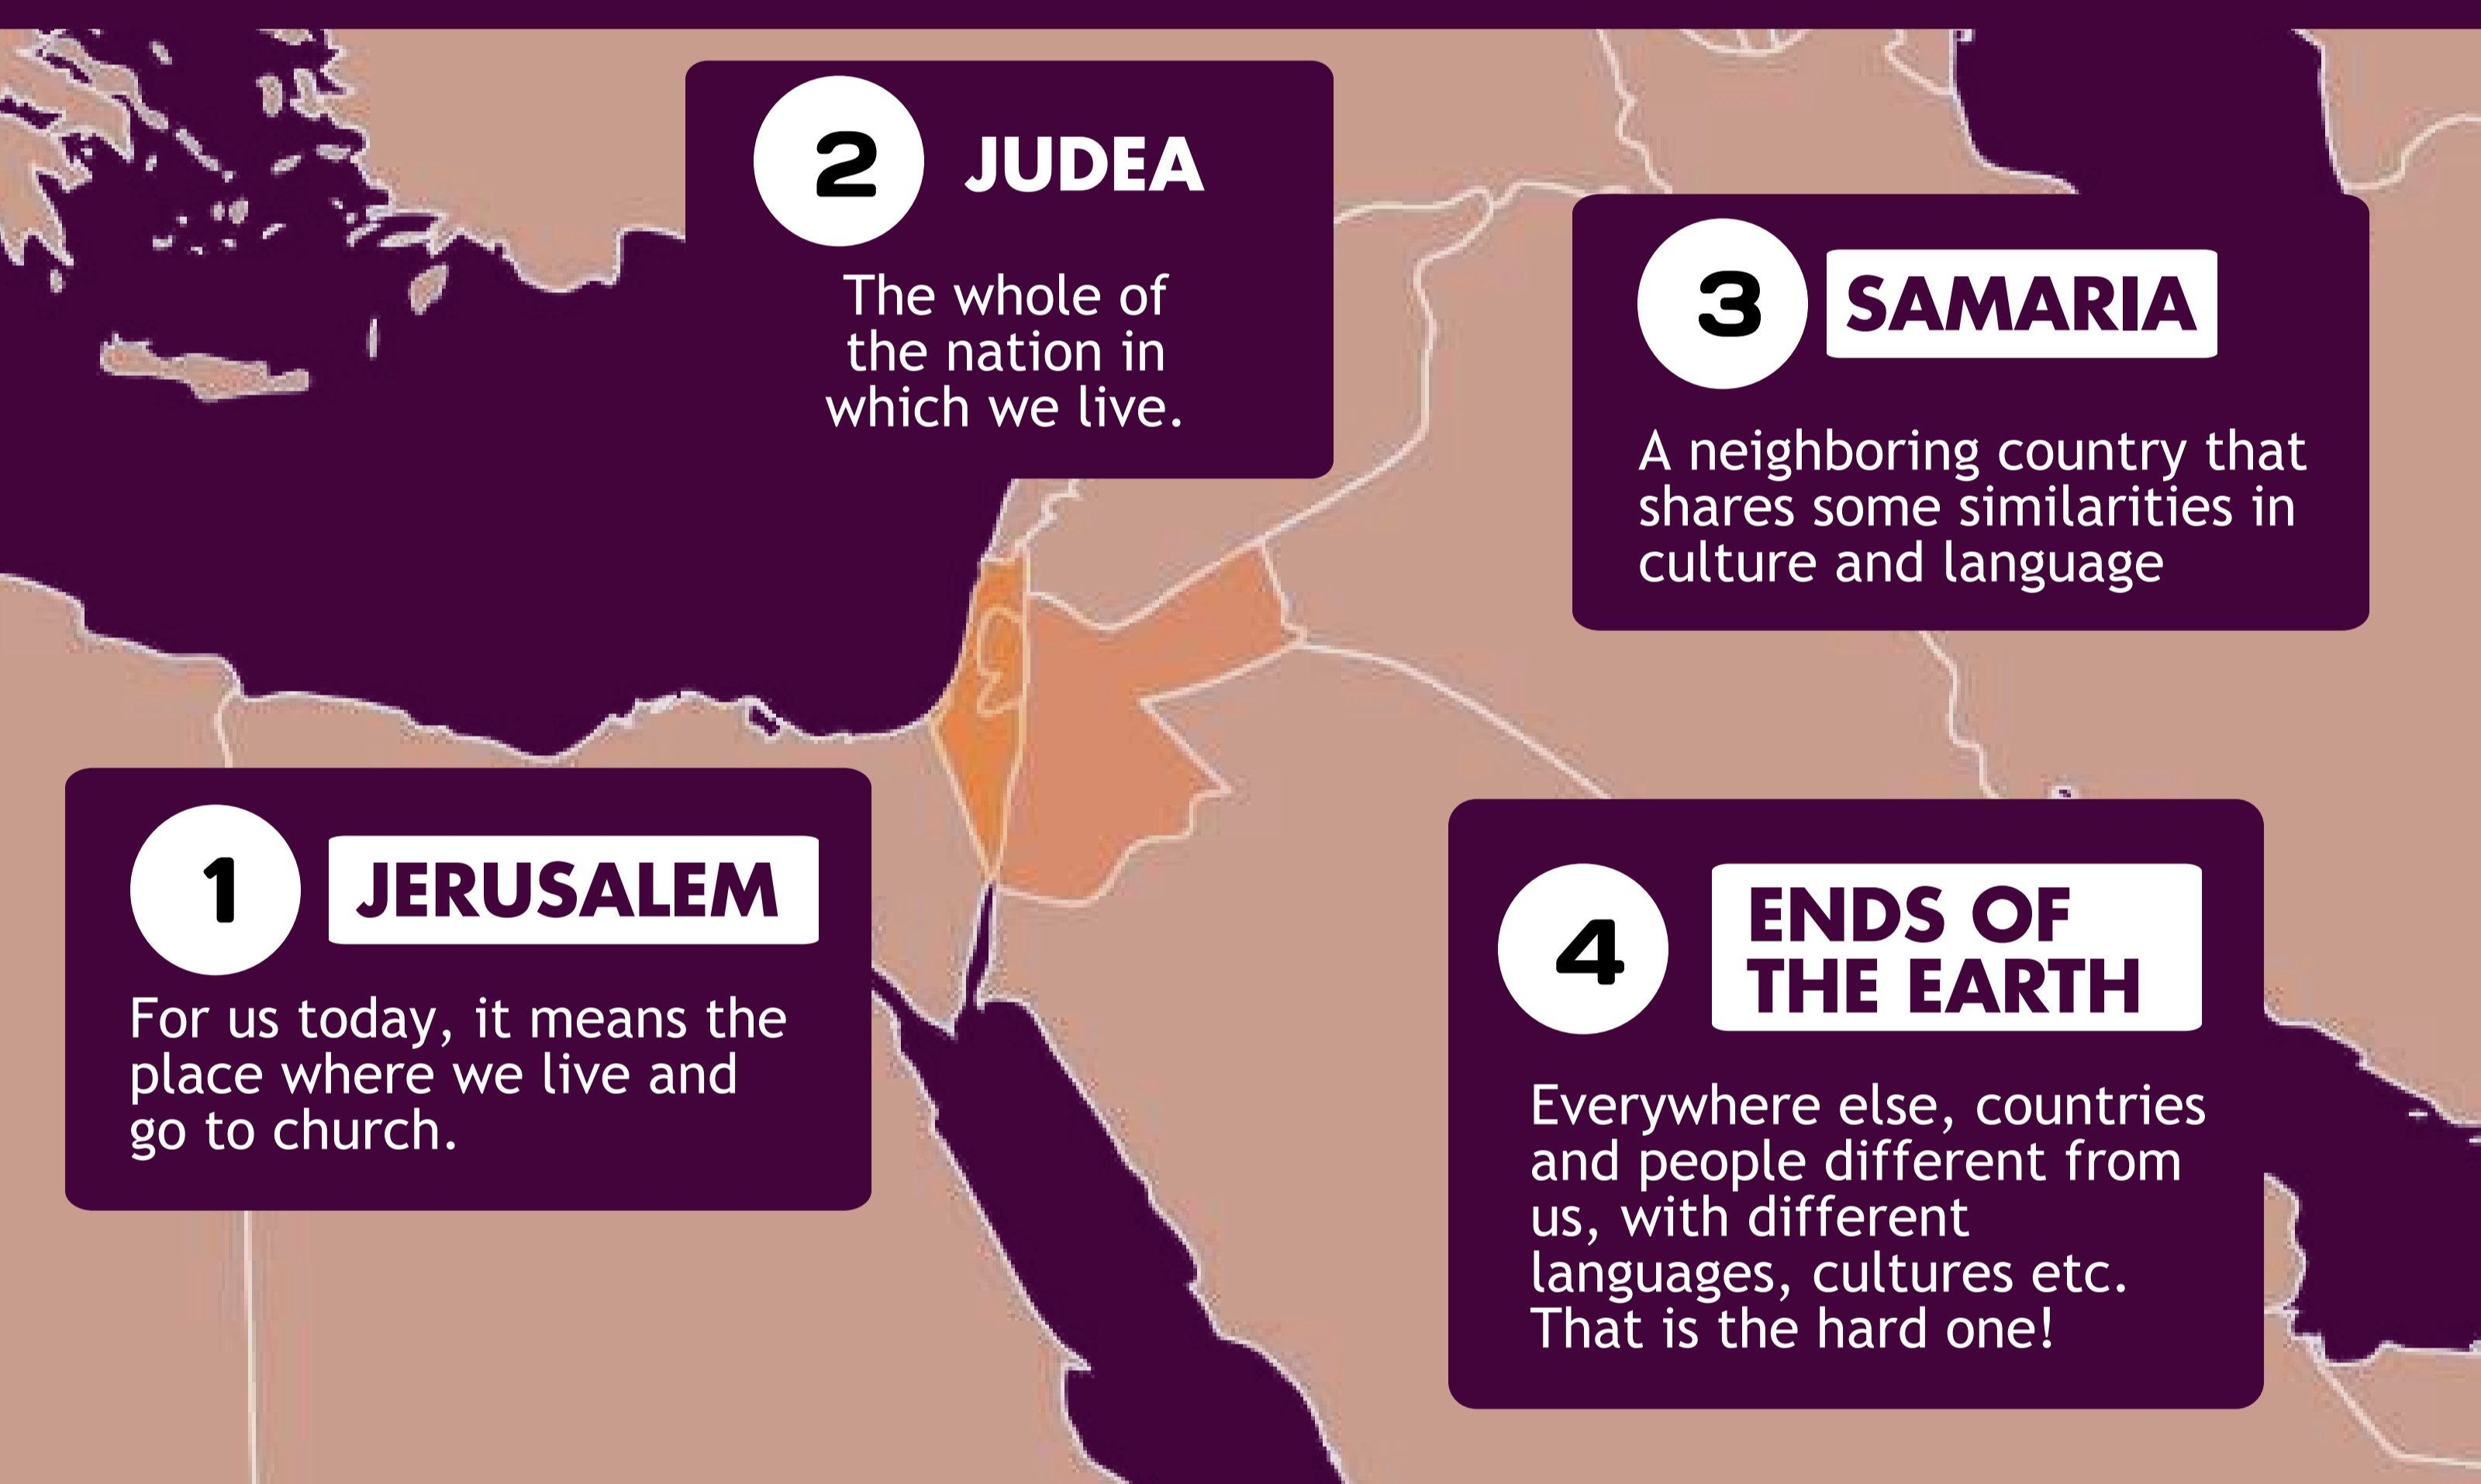 1
JERUSALEM
For us today, it means the
place where we live and
go to church.
2
JUDEA
The whole of
the nation in
which we live.
3
SAMARIA
A neighboring country that
shares some similarities in
culture and language
4
ENDS OF
THE EARTH
Everywhere else, countries
and people different from
us, with different
languages, cultures etc.
That is the hard one!